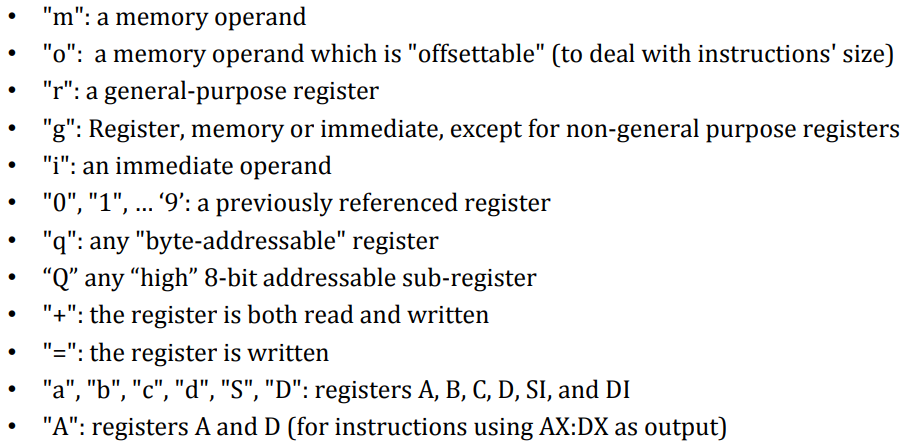 • "m": a memory operand
• "o":  a memory operand which is "offsettable" (to deal with instructions' size)
• "r": a general-purpose register
• "g": Register, memory or immediate, except for non-general purpose registers
• "i": an immediate operand
• "0", "1", … ‘9’: a previously referenced register
• "q": any "byte-addressable" register
• “Q” any “high” 8-bit addressable sub-register
• "+": the register is both read and written
• "=": the register is written
• "a", "b", "c", "d", "S", "D": registers A, B, C, D, SI, and DI
• "A": registers A and D (for instructions using AX:DX as output)